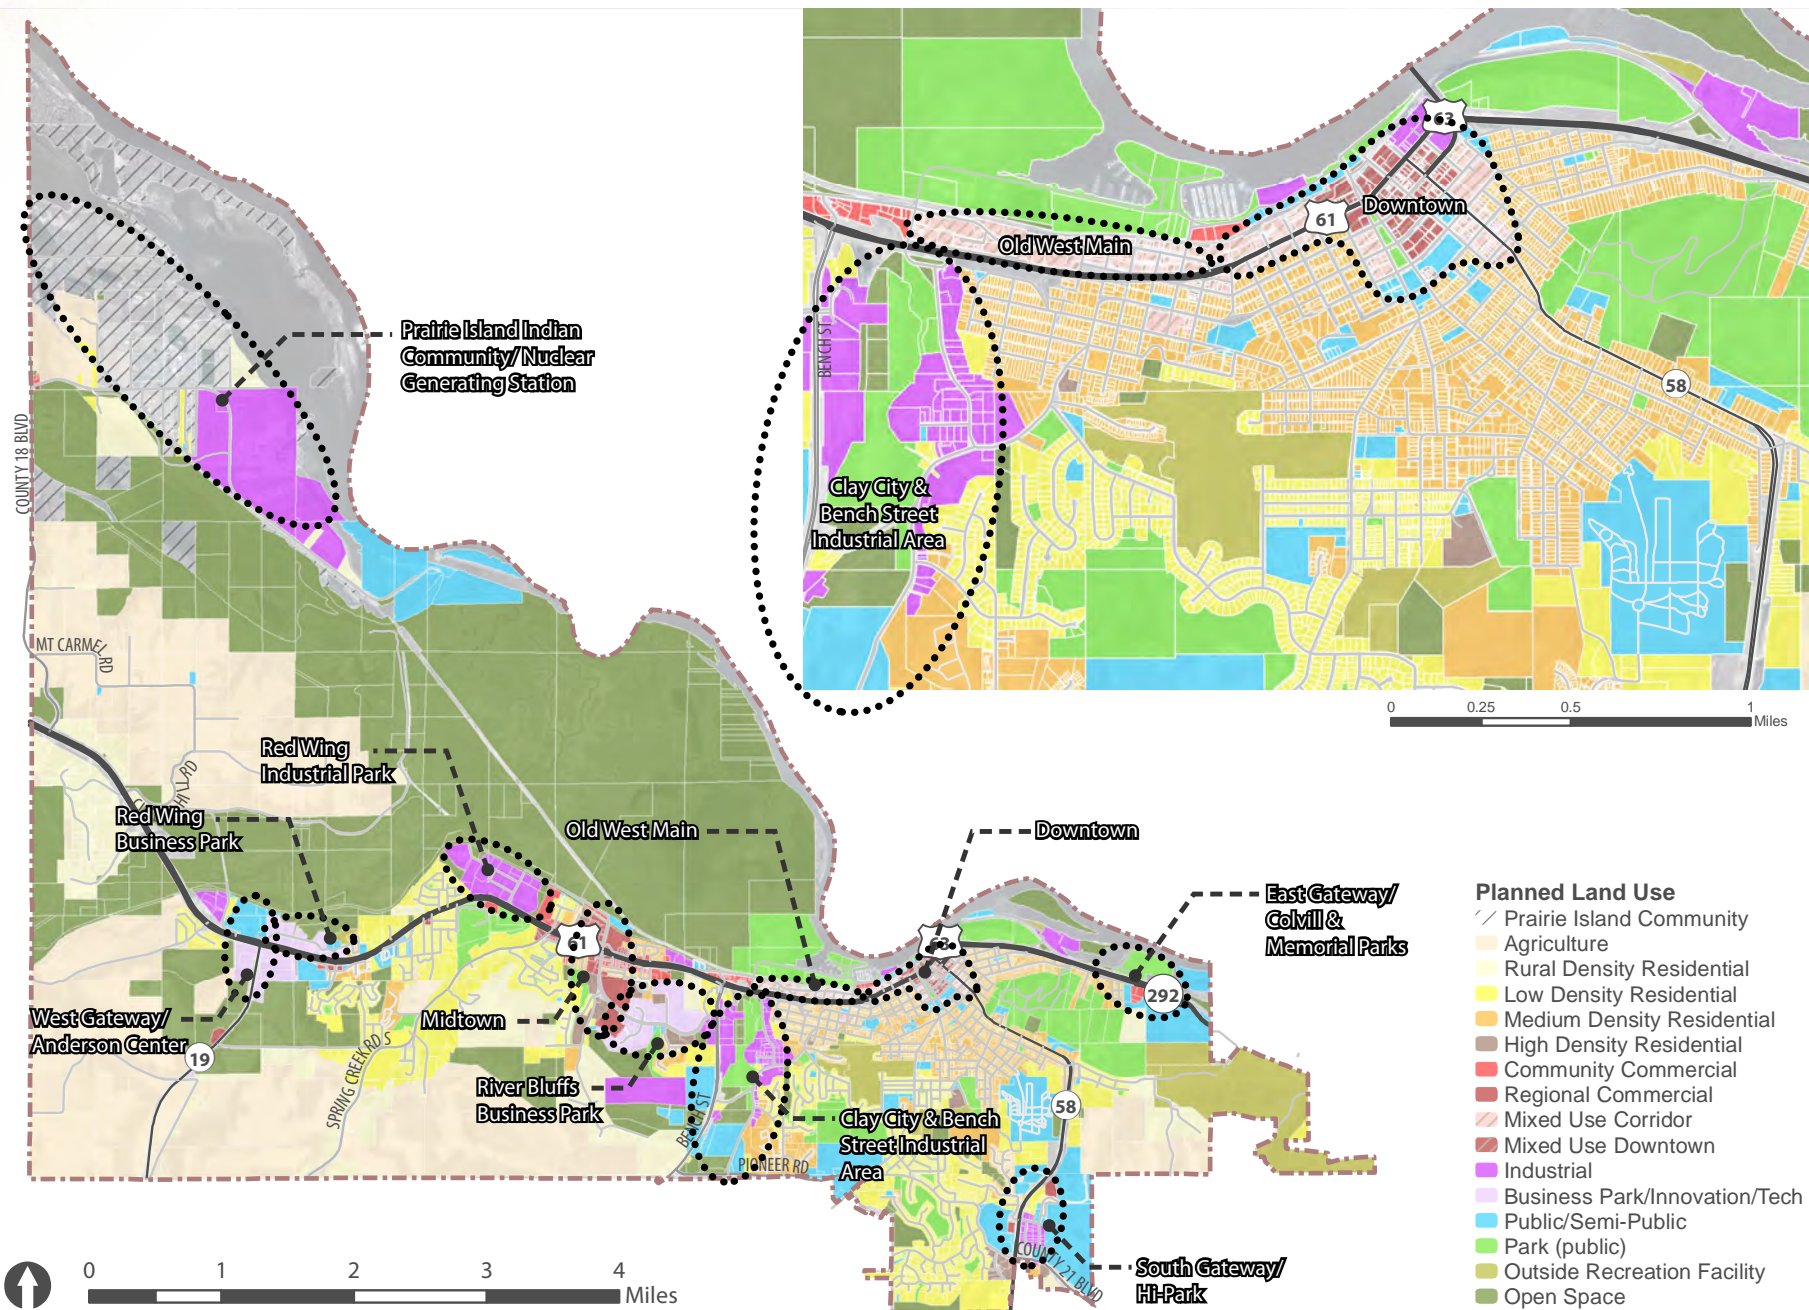 63
61
Downtown
Old West Main
BENCH ST
58
Clay City &
Bench Street
Industrial Area
0 0.25 0.5 1
Miles
Prairie Island Indian
Community/ Nuclear
Generating Station
COUNTY 18 BLVD
MT CARMEL RD
Red Wing
Industrial Park
HILL RD
Red Wing
Business Park
Old West Main
Downtown
East Gateway/
Colvill &
Memorial Parks
61
63
292
West Gateway/
Anderson Center
19
Midtown
SPRING CREEK RD S
River Bluffs
Business Park
BENCH ST
58
Clay City & Bench
Street Industrial
Area
PIONEER RD
COUNTY 21 BLVD
South Gateway/
Hi-Park
0 1 2 3 4
Miles
Planned Land Use
Prairie Island Community
Agriculture
Rural Density Residential
Low Density Residential
Medium Density Residential
High Density Residential
Community Commercial
Regional Commercial
Mixed Use Corridor
Mixed Use Downtown
Industrial
Business Park/Innovation/Tech
Public/Semi-Public
Park (public)
Outside Recreation Facility
Open Space